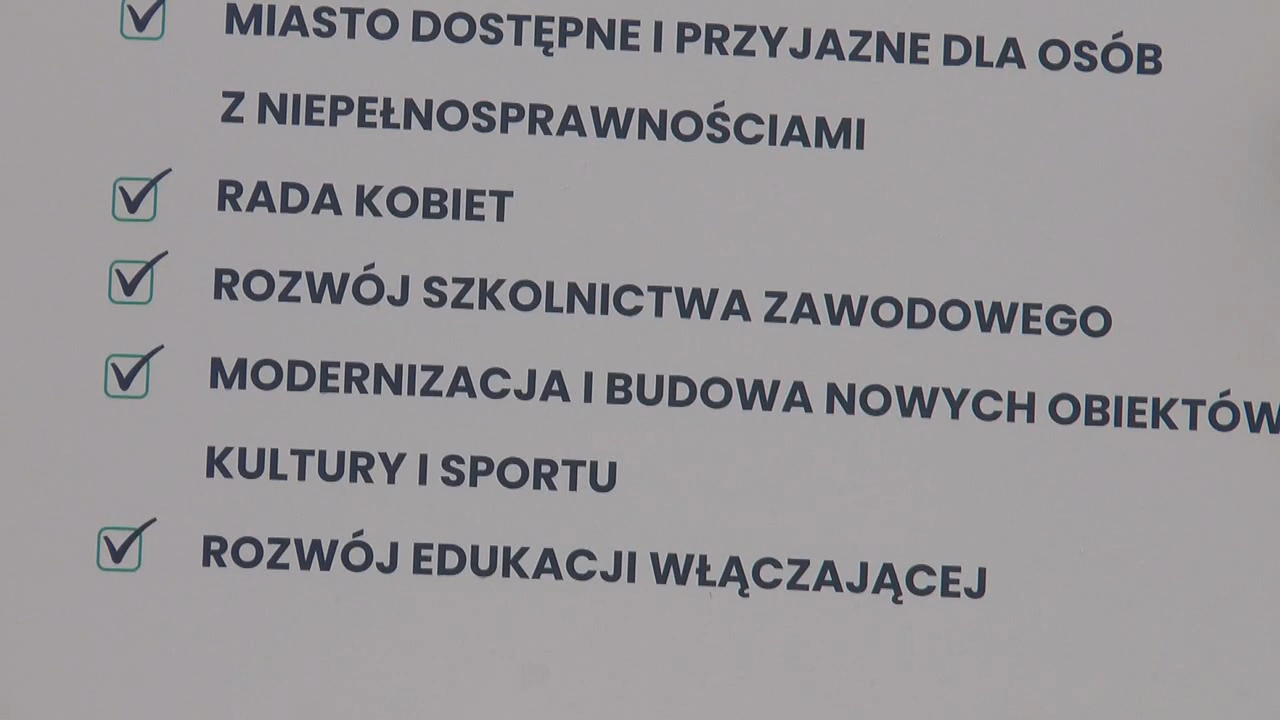 MIASTO DOSTĘPNE I PRZYJAZNE DLA OSÓB
Z NIEPEŁNOSPRAWNOŚCIAMI
RADA KOBIET
ROZWÓJ SZKOLNICTWA ZAWODOWEGO
MODERNIZACJA I BUDOWA NOWYCH OBIEKTÓW
KULTURY I SPORTU
ROZWÓJ EDUKACJI WŁĄCZAJĄCEJ